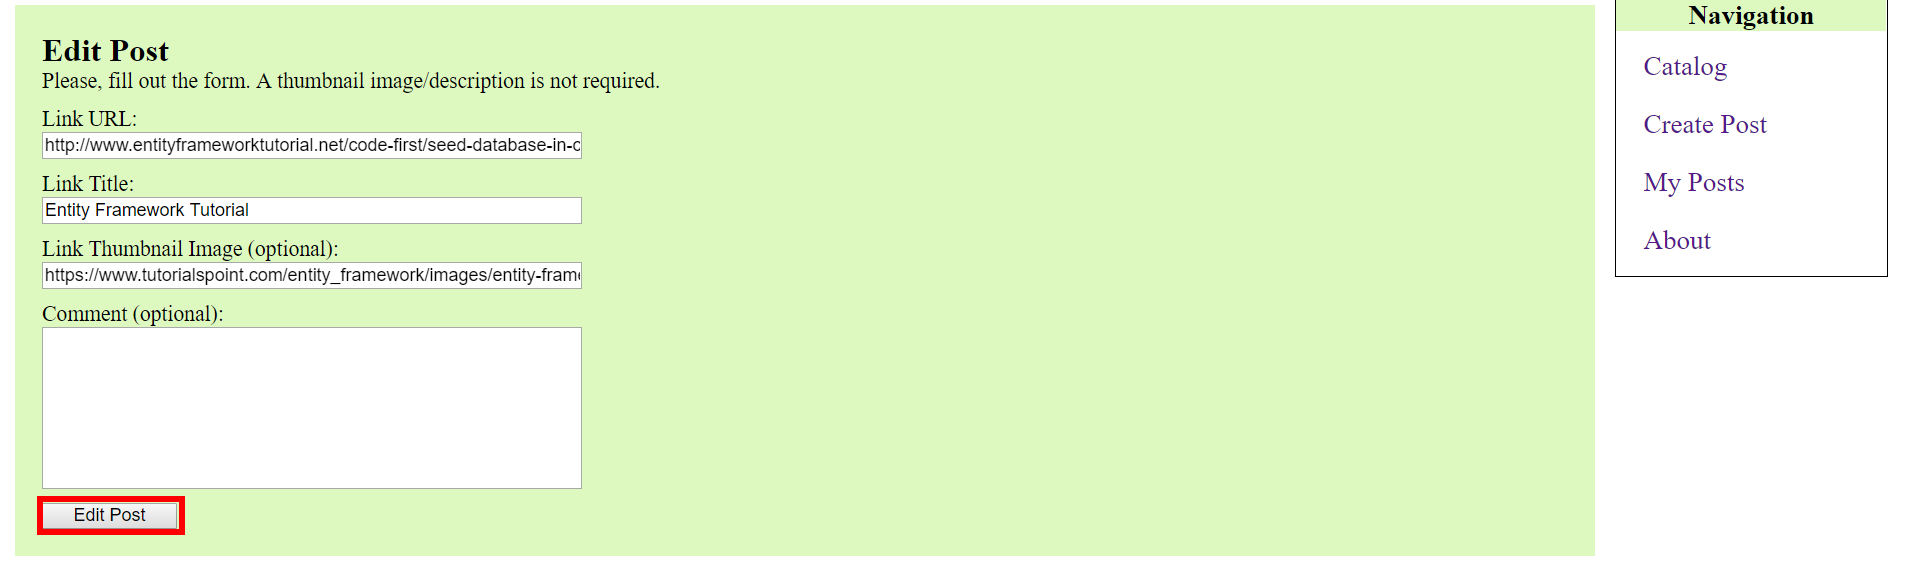 Edit Post
Please, fill out the form. A thumbnail image/description is not required.
Link URL:
http://www.entityframeworktutorial.net/code-first/seed-database-in-c
Link Title:
Entity Framework Tutorial
Link Thumbnail Image (optional):
https://www.tutorialspoint.com/entity_framework/images/entity-frame
Comment (optional):
Edit Post
Navigation
Catalog
Create Post
My Posts
About